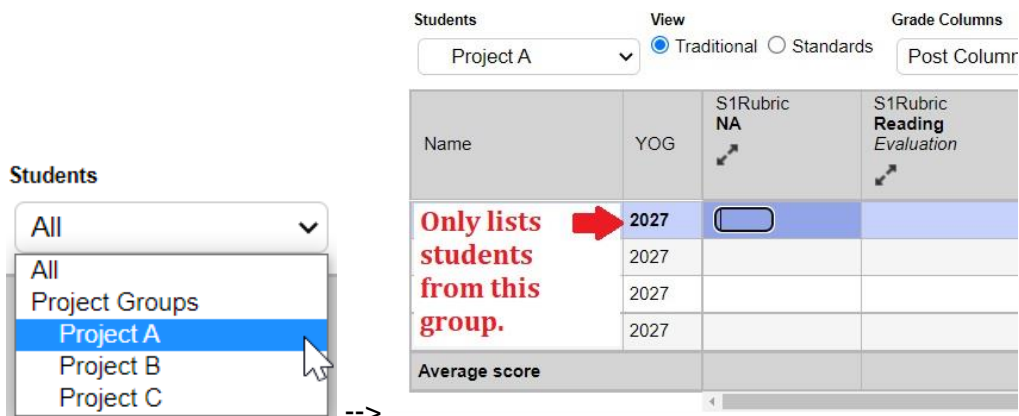 Students
All
All
Project Groups
Project A
Project B
Project C
-->
Students
Project A
View
Traditional Standards
Grade Columns
Post Column
Name
YOG
S1Rubric
NA
S1Rubric
Reading
Evaluation
Only lists
students
from this
group.
2027
2027
2027
2027
Average score